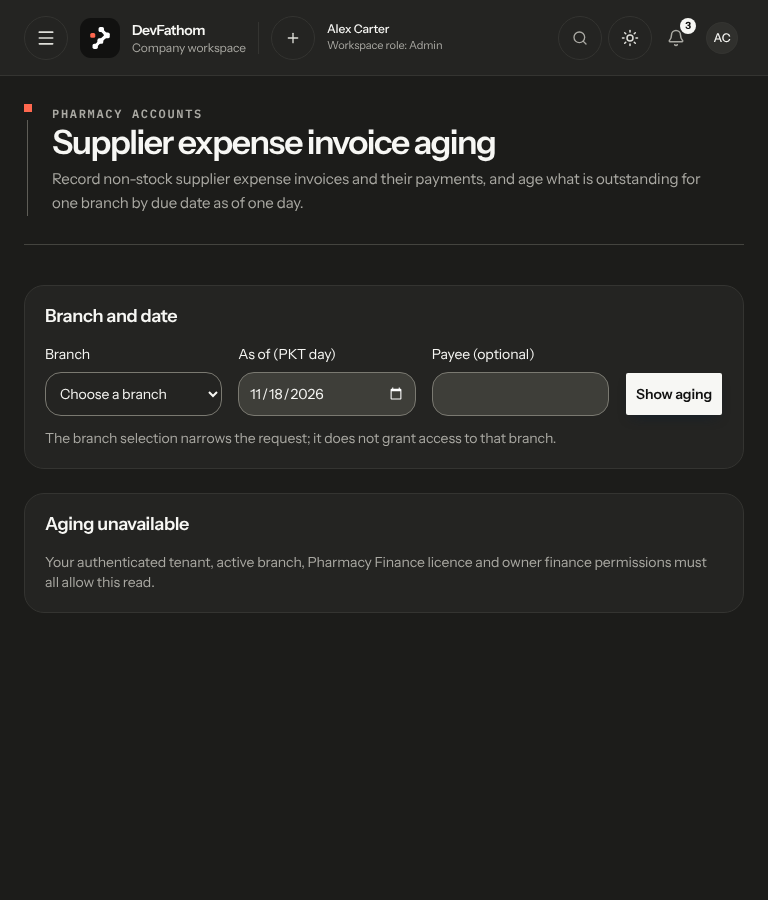 DevFathom
Company workspace
Alex Carter
Workspace role: Admin
3
AC
PHARMACY ACCOUNTS
Supplier expense invoice aging
Record non-stock supplier expense invoices and their payments, and age what is outstanding for
one branch by due date as of one day.
Branch and date
Branch
As of (PKT day)
Payee (optional)
Choose a branch
11/18/2026
Show aging
The branch selection narrows the request; it does not grant access to that branch.
Aging unavailable
Your authenticated tenant, active branch, Pharmacy Finance licence and owner finance permissions must
all allow this read.